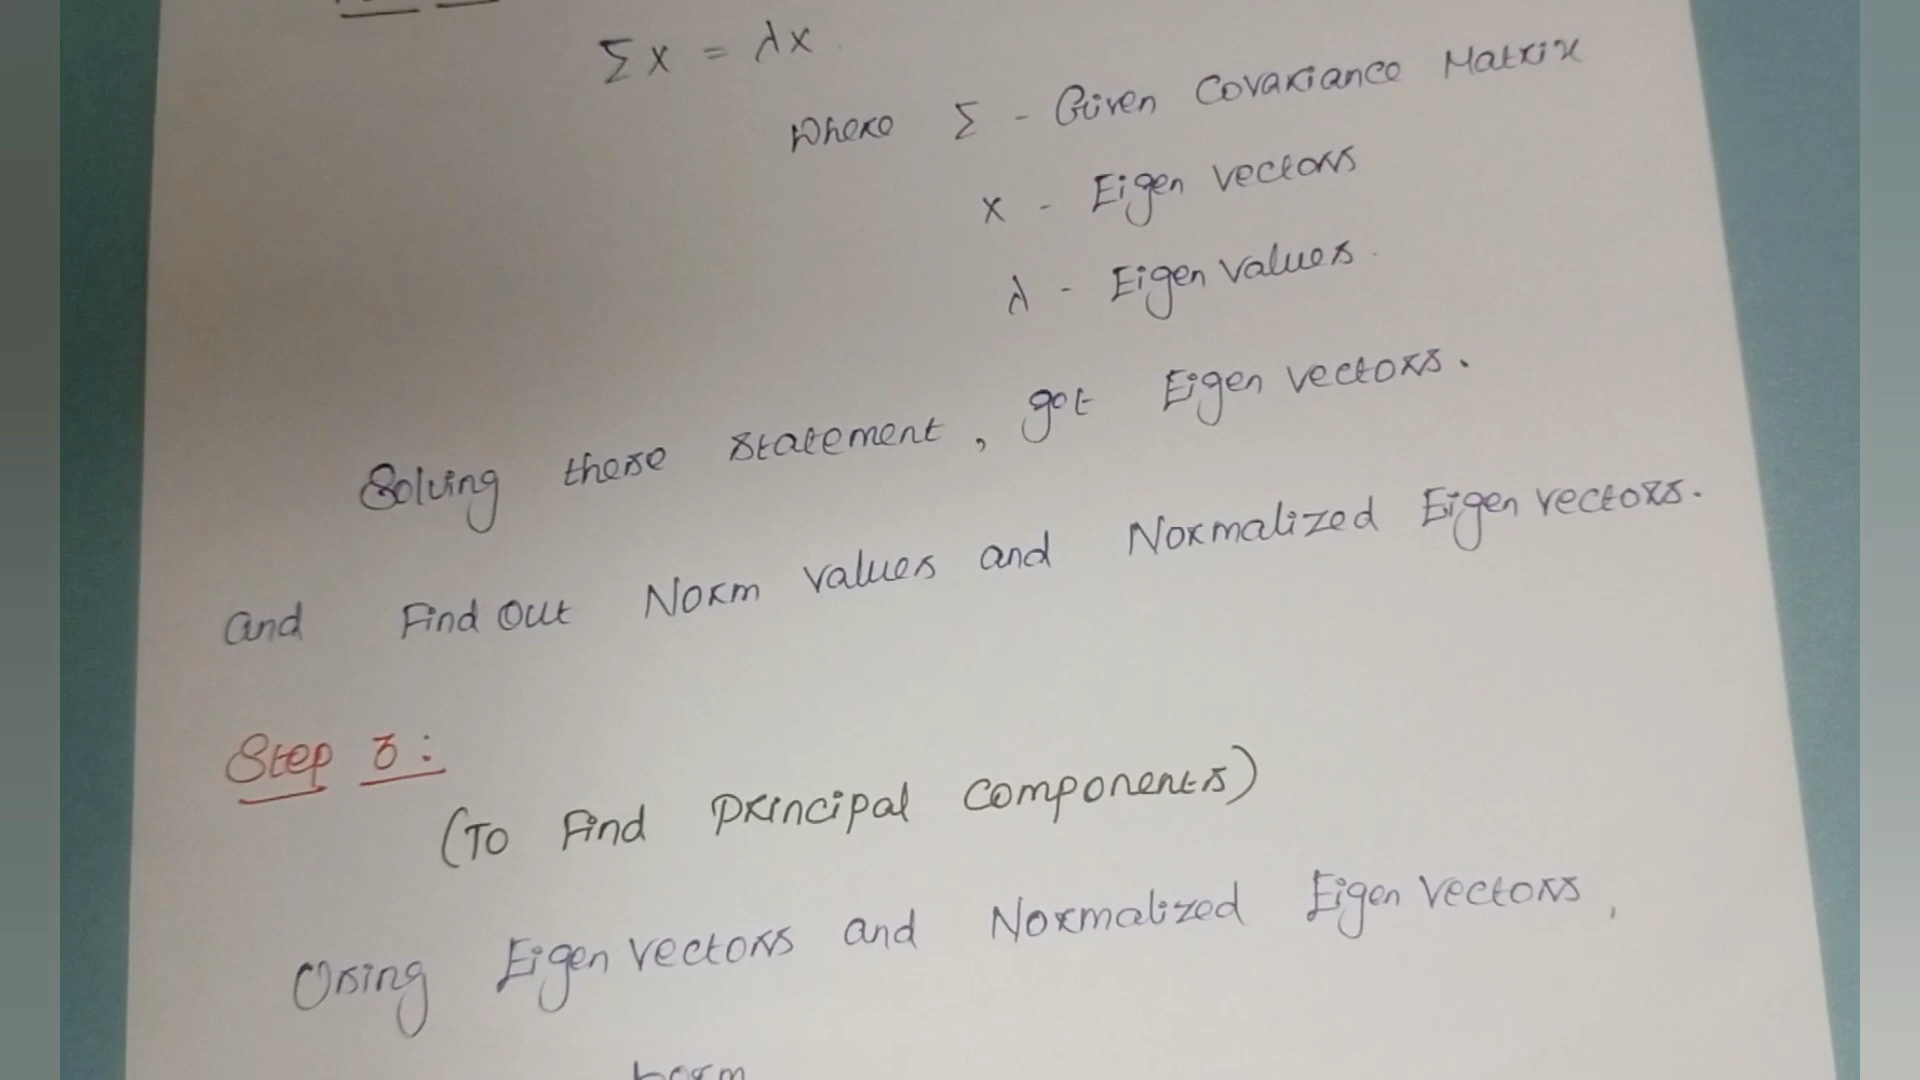 Σx = λx
Where Σ - Given Covariance Matrix
x - Eigen vectors
λ - Eigen values.
Solving these statement, got Eigen vectors.
and Find out Norm values and Normalized Eigen vectors.
Step 3:
(To Find Principal Components)
Using Eigen vectors and Normalized Eigen vectors,